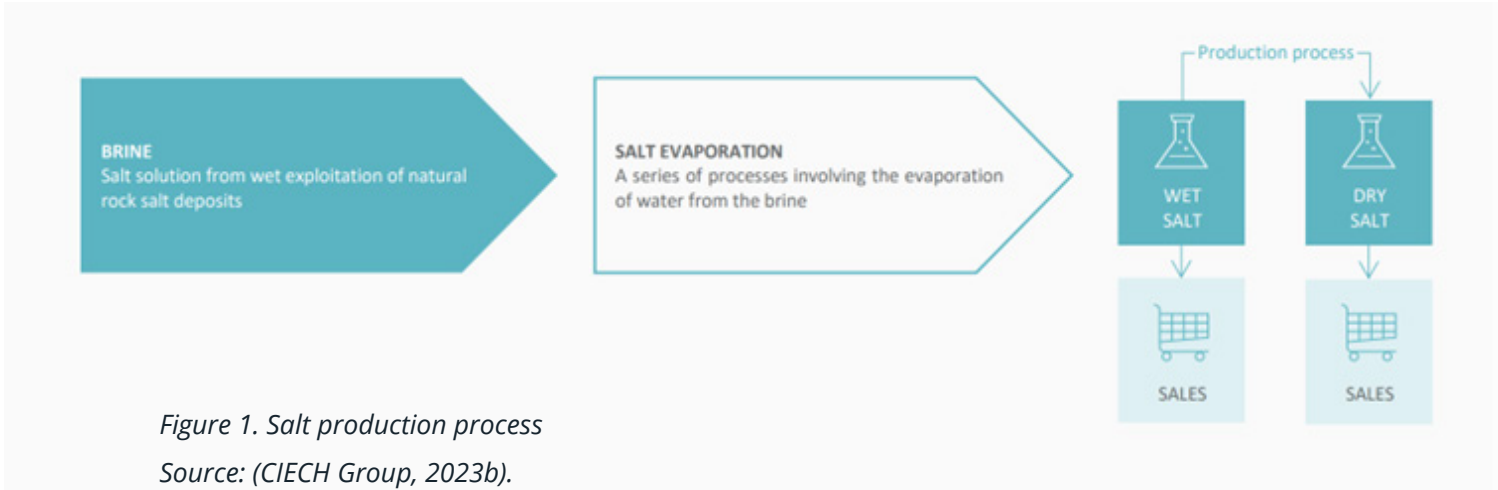 Production process
BRINE
Salt solution from wet exploitation of natural
rock salt deposits
SALT EVAPORATION
A series of processes involving the evaporation
of water from the brine
WET
SALT
DRY
SALT
SALES
SALES
Figure 1. Salt production process
Source: (CIECH Group, 2023b).